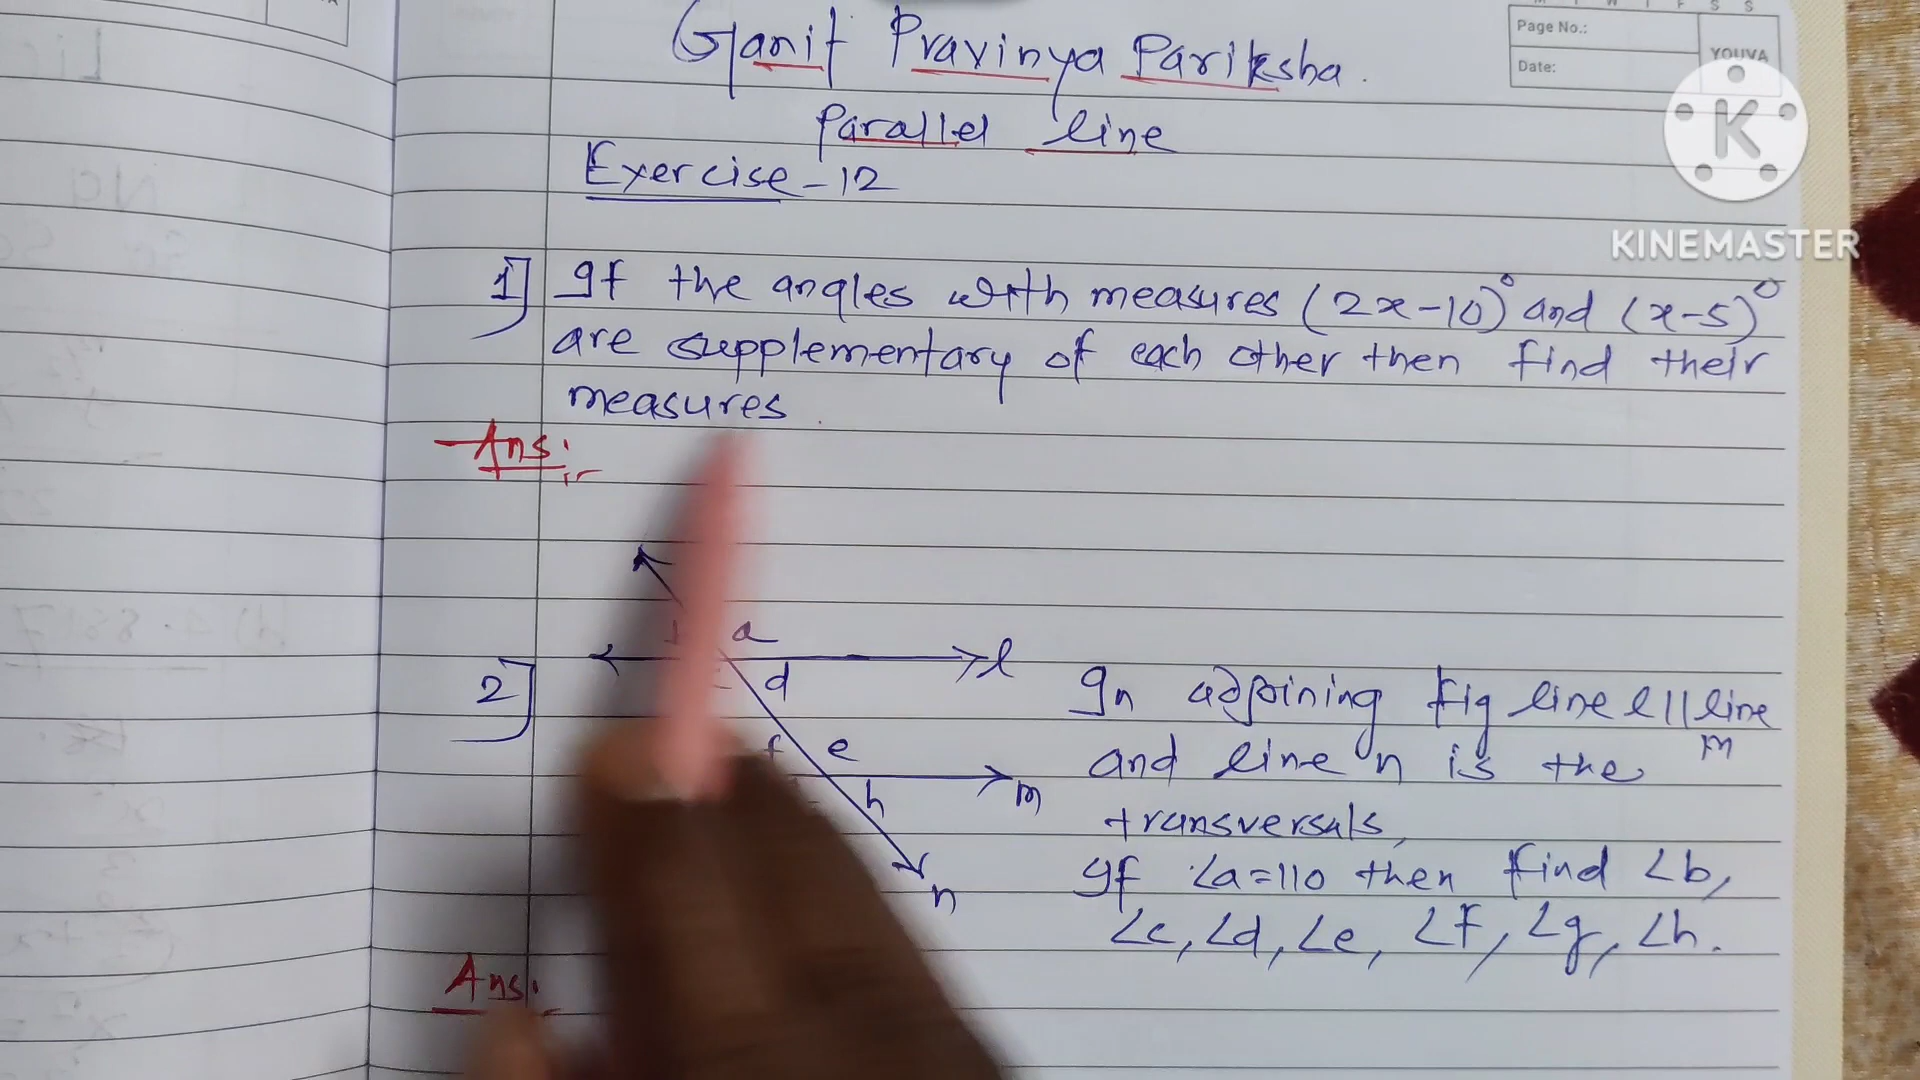 Page No.:
YOUVA
Date:
Ganit Pravinya Pariksha.
Parallel line
Exercise-12
KINEMASTER
1] If the angles with measures (2x-10)° and (x-5)°
are supplementary of each other then find their
measures.
Ans:-
a
l
d
2] In adjoining fig line l || line
m
f e
and line n is the
h m
transversals,
If ∠a=110 then find ∠b,
n
∠c, ∠d, ∠e, ∠f, ∠g, ∠h.
Ans:-